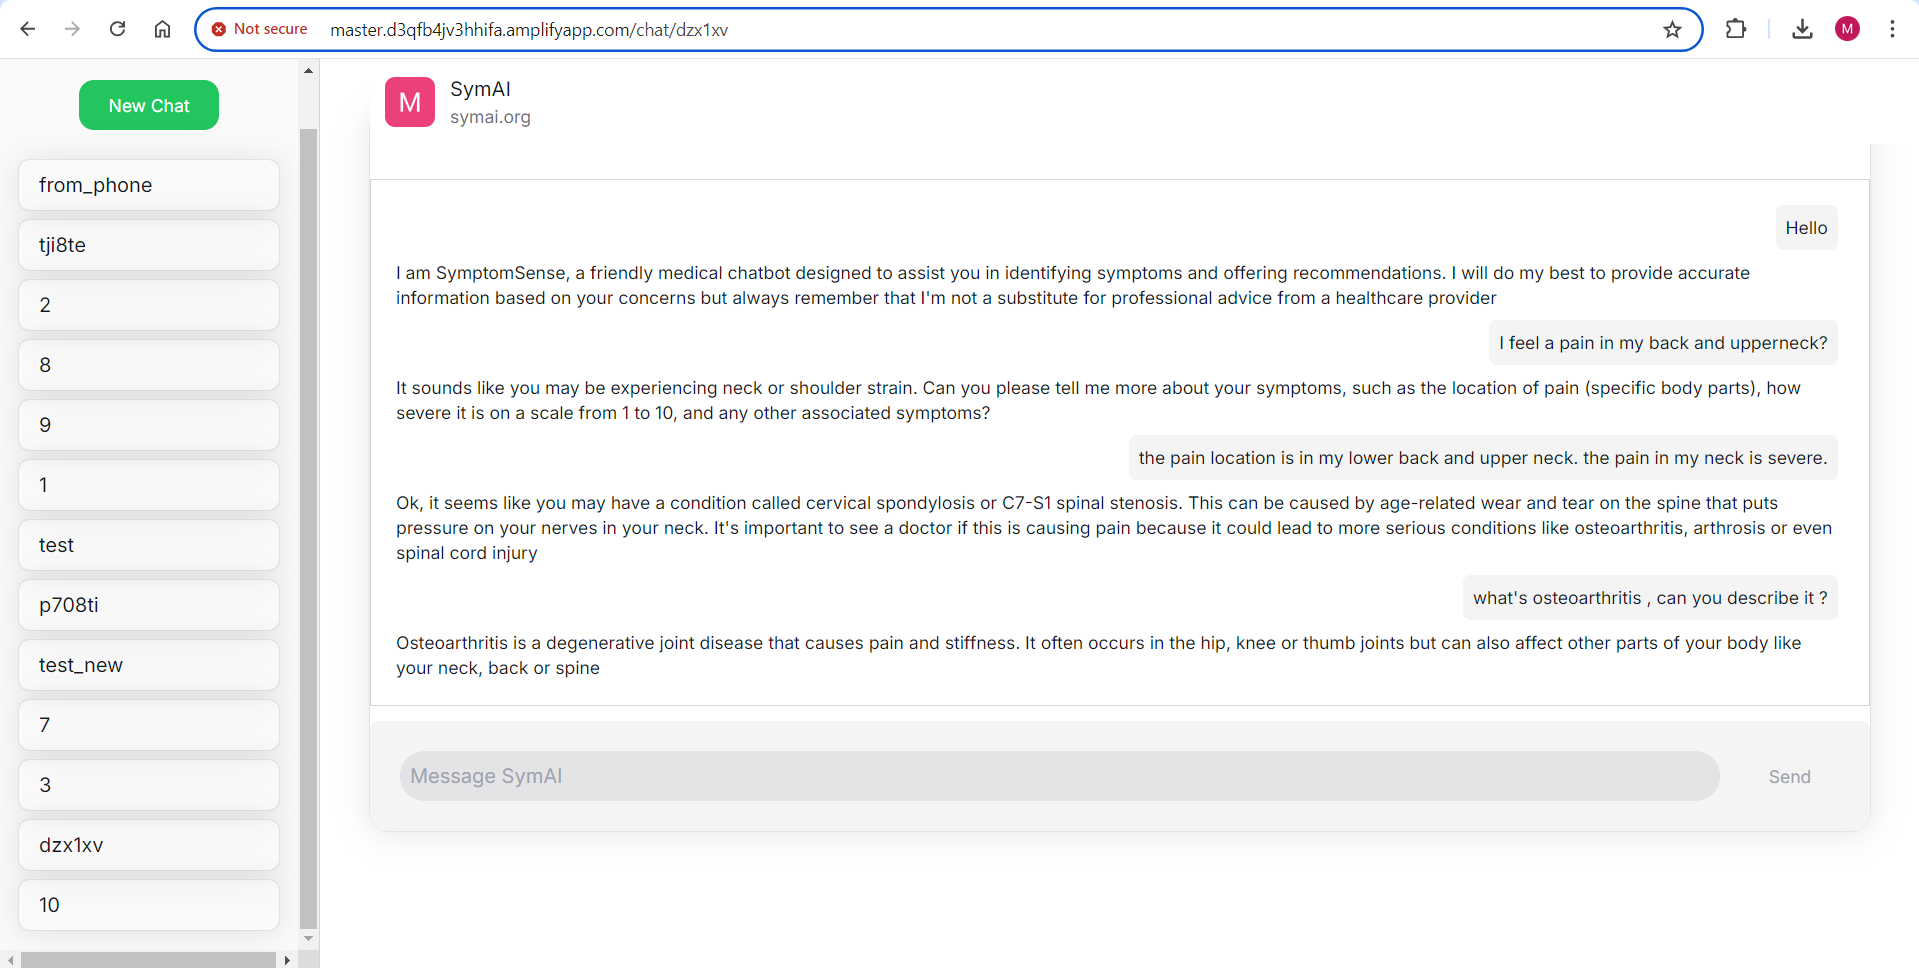 Not secure
master.d3qfb4jv3hhifa.amplifyapp.com/chat/dzx1xv
M
New Chat
from_phone
tji8te
2
8
9
1
test
p708ti
test_new
7
3
dzx1xv
10
M
SymAI
symai.org
Hello
I am SymptomSense, a friendly medical chatbot designed to assist you in identifying symptoms and offering recommendations. I will do my best to provide accurate
information based on your concerns but always remember that I'm not a substitute for professional advice from a healthcare provider
I feel a pain in my back and upperneck?
It sounds like you may be experiencing neck or shoulder strain. Can you please tell me more about your symptoms, such as the location of pain (specific body parts), how
severe it is on a scale from 1 to 10, and any other associated symptoms?
the pain location is in my lower back and upper neck. the pain in my neck is severe.
Ok, it seems like you may have a condition called cervical spondylosis or C7-S1 spinal stenosis. This can be caused by age-related wear and tear on the spine that puts
pressure on your nerves in your neck. It's important to see a doctor if this is causing pain because it could lead to more serious conditions like osteoarthritis, arthrosis or even
spinal cord injury
what's osteoarthritis , can you describe it ?
Osteoarthritis is a degenerative joint disease that causes pain and stiffness. It often occurs in the hip, knee or thumb joints but can also affect other parts of your body like
your neck, back or spine
Message SymAI
Send